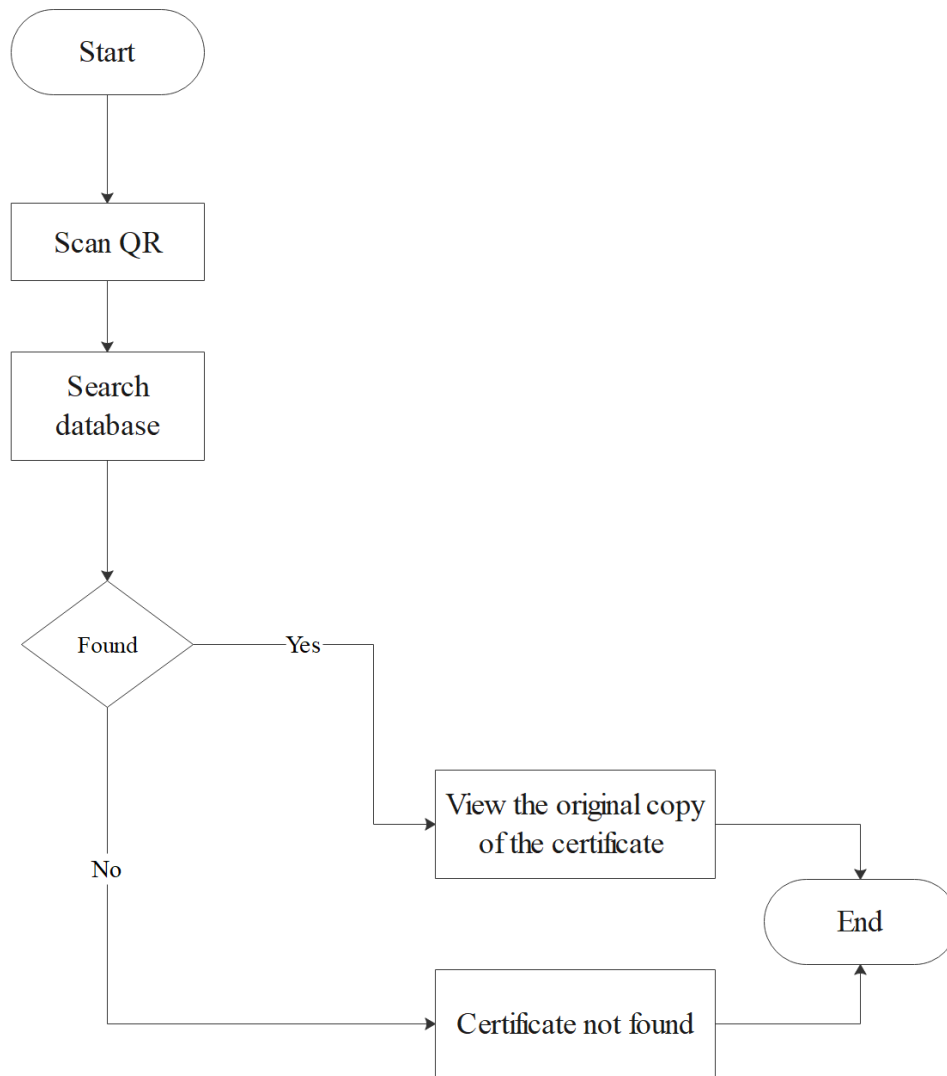 Start
Scan QR
Search
database
Found
Yes
View the original copy
of the certificate
No
End
Certificate not found